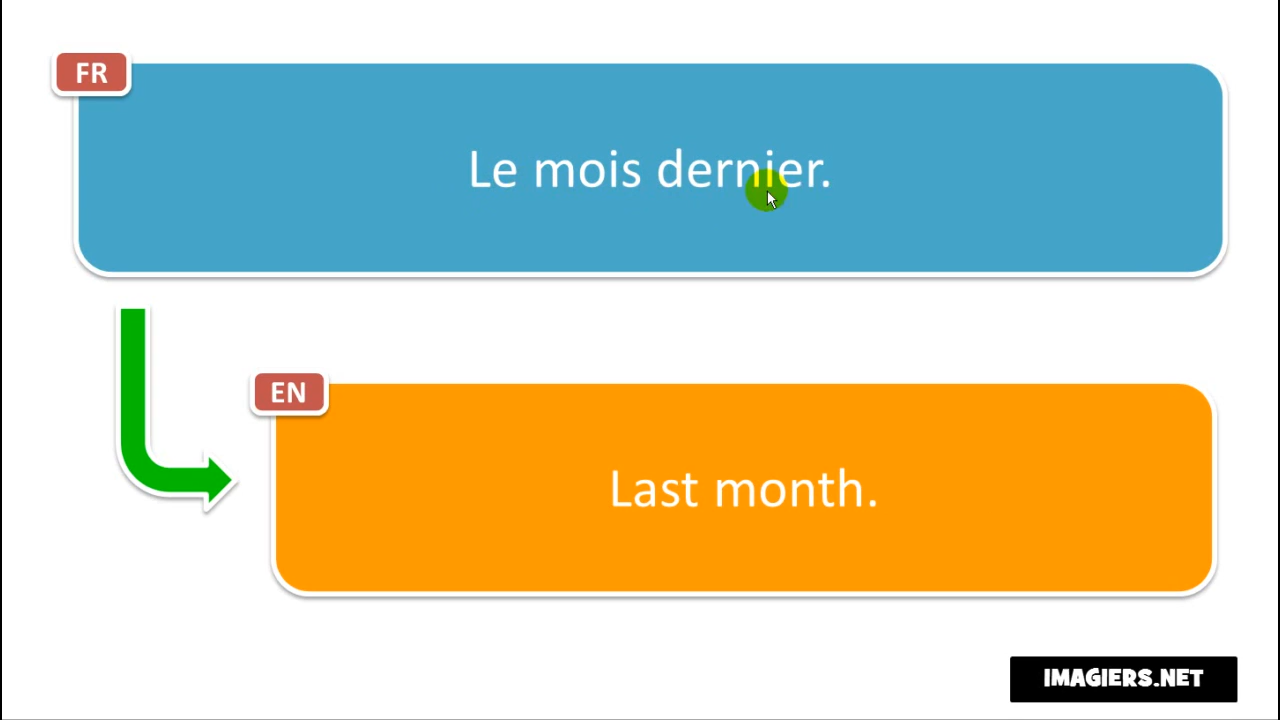 FR
Le mois dernier.
EN
Last month.
IMAGIERS.NET